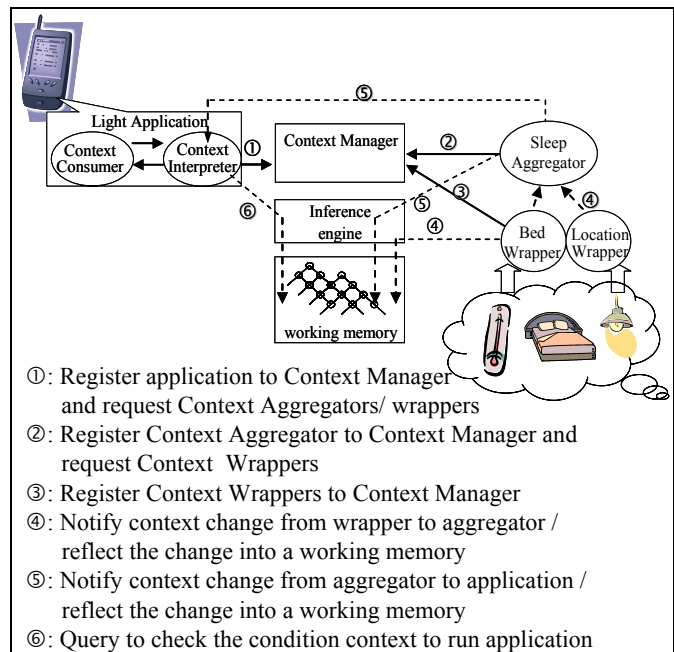 ⑤
Light Application
Context
Consumer
Context
Interpreter
①
Context Manager
②
Sleep
Aggregator
③
⑥
Inference
engine
⑤
④
④
Bed
Wrapper
Location
Wrapper
working memory
①: Register application to Context Manager
and request Context Aggregators/ wrappers
②: Register Context Aggregator to Context Manager and
request Context Wrappers
③: Register Context Wrappers to Context Manager
④: Notify context change from wrapper to aggregator /
reflect the change into a working memory
⑤: Notify context change from aggregator to application /
reflect the change into a working memory
⑥: Query to check the condition context to run application